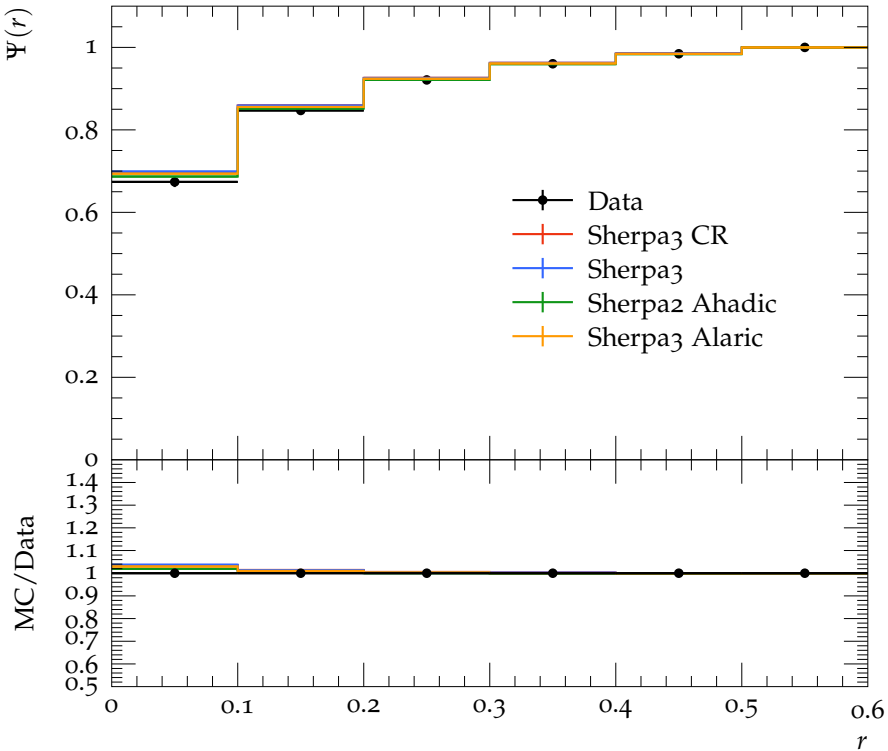 Ψ(r)
1
0.8
0.6
0.4
0.2
0
Data
Sherpa3 CR
Sherpa3
Sherpa2 Ahadic
Sherpa3 Alaric
MC/Data
1.4
1.3
1.2
1.1
1
0.9
0.8
0.7
0.6
0.5
0 0.1 0.2 0.3 0.4 0.5 0.6
r